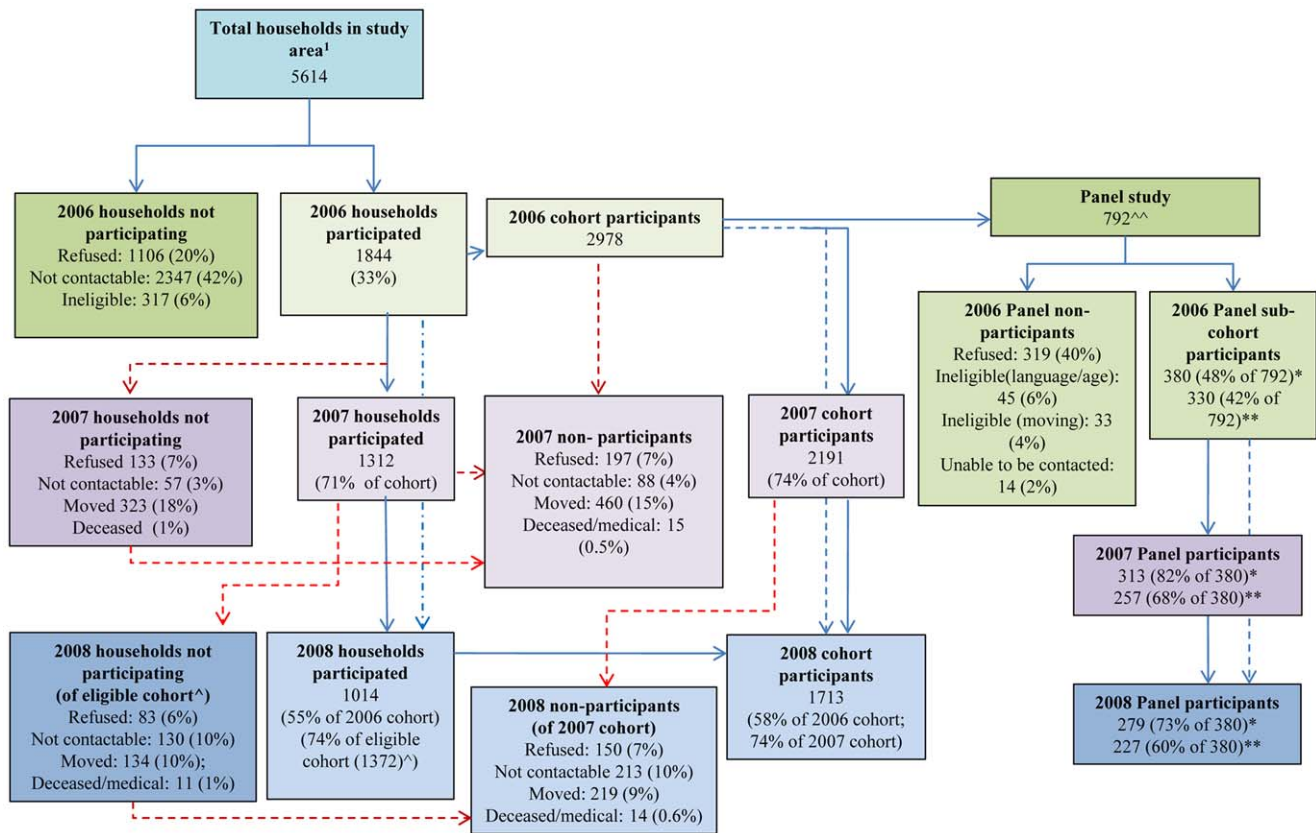 Total households in study
area¹
5614
2006 households not
participating
Refused: 1106 (20%)
Not contactable: 2347 (42%)
Ineligible: 317 (6%)
2006 households
participated
1844
(33%)
2006 cohort participants
2978
Panel study
792^^
2006 Panel non-
participants
Refused: 319 (40%)
Ineligible(language/age):
45 (6%)
Ineligible (moving): 33
(4%)
Unable to be contacted:
14 (2%)
2006 Panel sub-
cohort
participants
380 (48% of 792)*
330 (42% of
792)**
2007 households not
participating
Refused 133 (7%)
Not contactable: 57 (3%)
Moved 323 (18%)
Deceased (1%)
2007 households
participated
1312
(71% of cohort)
2007 non- participants
Refused: 197 (7%)
Not contactable: 88 (4%)
Moved: 460 (15%)
Deceased/medical: 15
(0.5%)
2007 cohort
participants
2191
(74% of cohort)
2007 Panel participants
313 (82% of 380)*
257 (68% of 380)**
2008 households not
participating
(of eligible cohort^)
Refused: 83 (6%)
Not contactable: 130 (10%)
Moved: 134 (10%);
Deceased/medical: 11 (1%)
2008 households
participated
1014
(55% of 2006 cohort)
(74% of eligible
cohort (1372)^)
2008 non-participants
(of 2007 cohort)
Refused: 150 (7%)
Not contactable 213 (10%)
Moved: 219 (9%)
Deceased/medical: 14 (0.6%)
2008 cohort
participants
1713
(58% of 2006 cohort;
74% of 2007 cohort)
2008 Panel participants
279 (73% of 380)*
227 (60% of 380)**